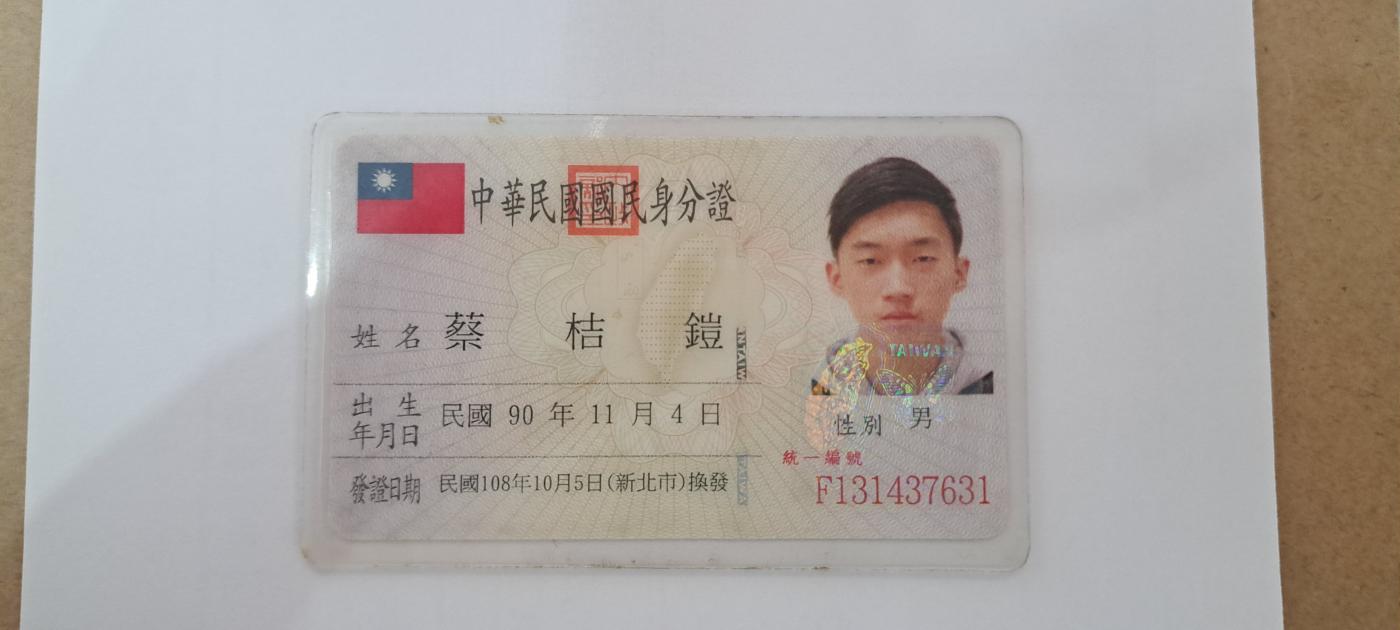 中華民國國民身分證
姓名 蔡桔鎧
出生年月日 民國 90 年 11 月 4 日
發證日期 民國108年10月5日(新北市)換發
TAIWAN
性別 男
統一編號
F131437631